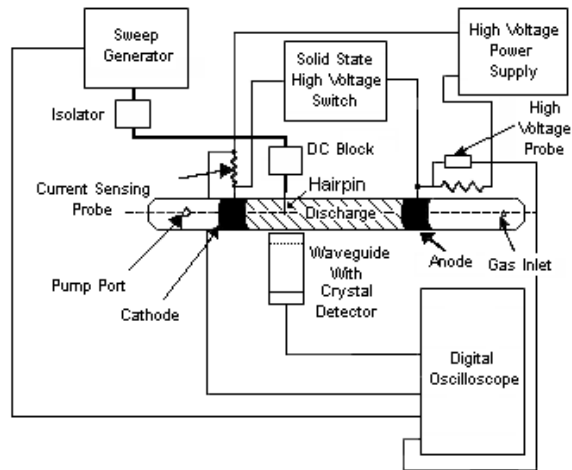 Sweep
Generator
Solid State
High Voltage
Switch
High Voltage
Power
Supply
Isolator
High
Voltage
Probe
DC Block
Current Sensing
Probe
Hairpin
Discharge
Pump Port
Cathode
Waveguide
With
Crystal
Detector
Anode
Gas Inlet
Digital
Oscilloscope